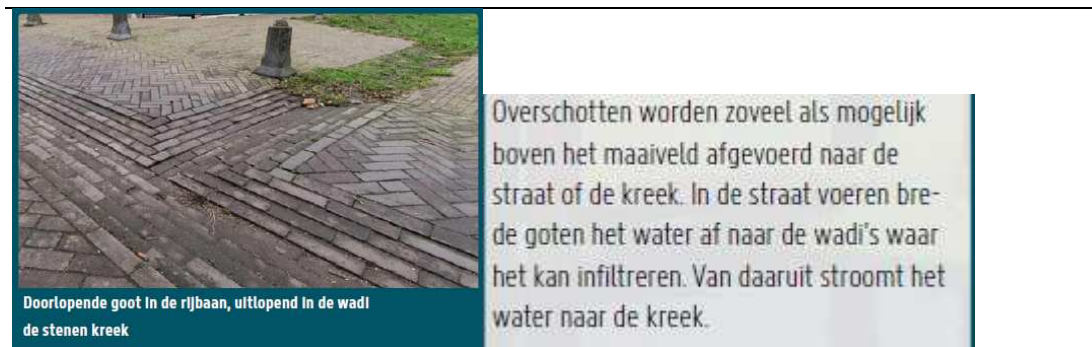 Doorlopende goot in de rijbaan, uitlopend in de wadi
de stenen kreek
Overschotten worden zoveel als mogelijk
boven het maaiveld afgevoerd naar de
straat of de kreek. In de straat voeren bre-
de goten het water af naar de wadi's waar
het kan infiltreren. Van daaruit stroomt het
water naar de kreek.